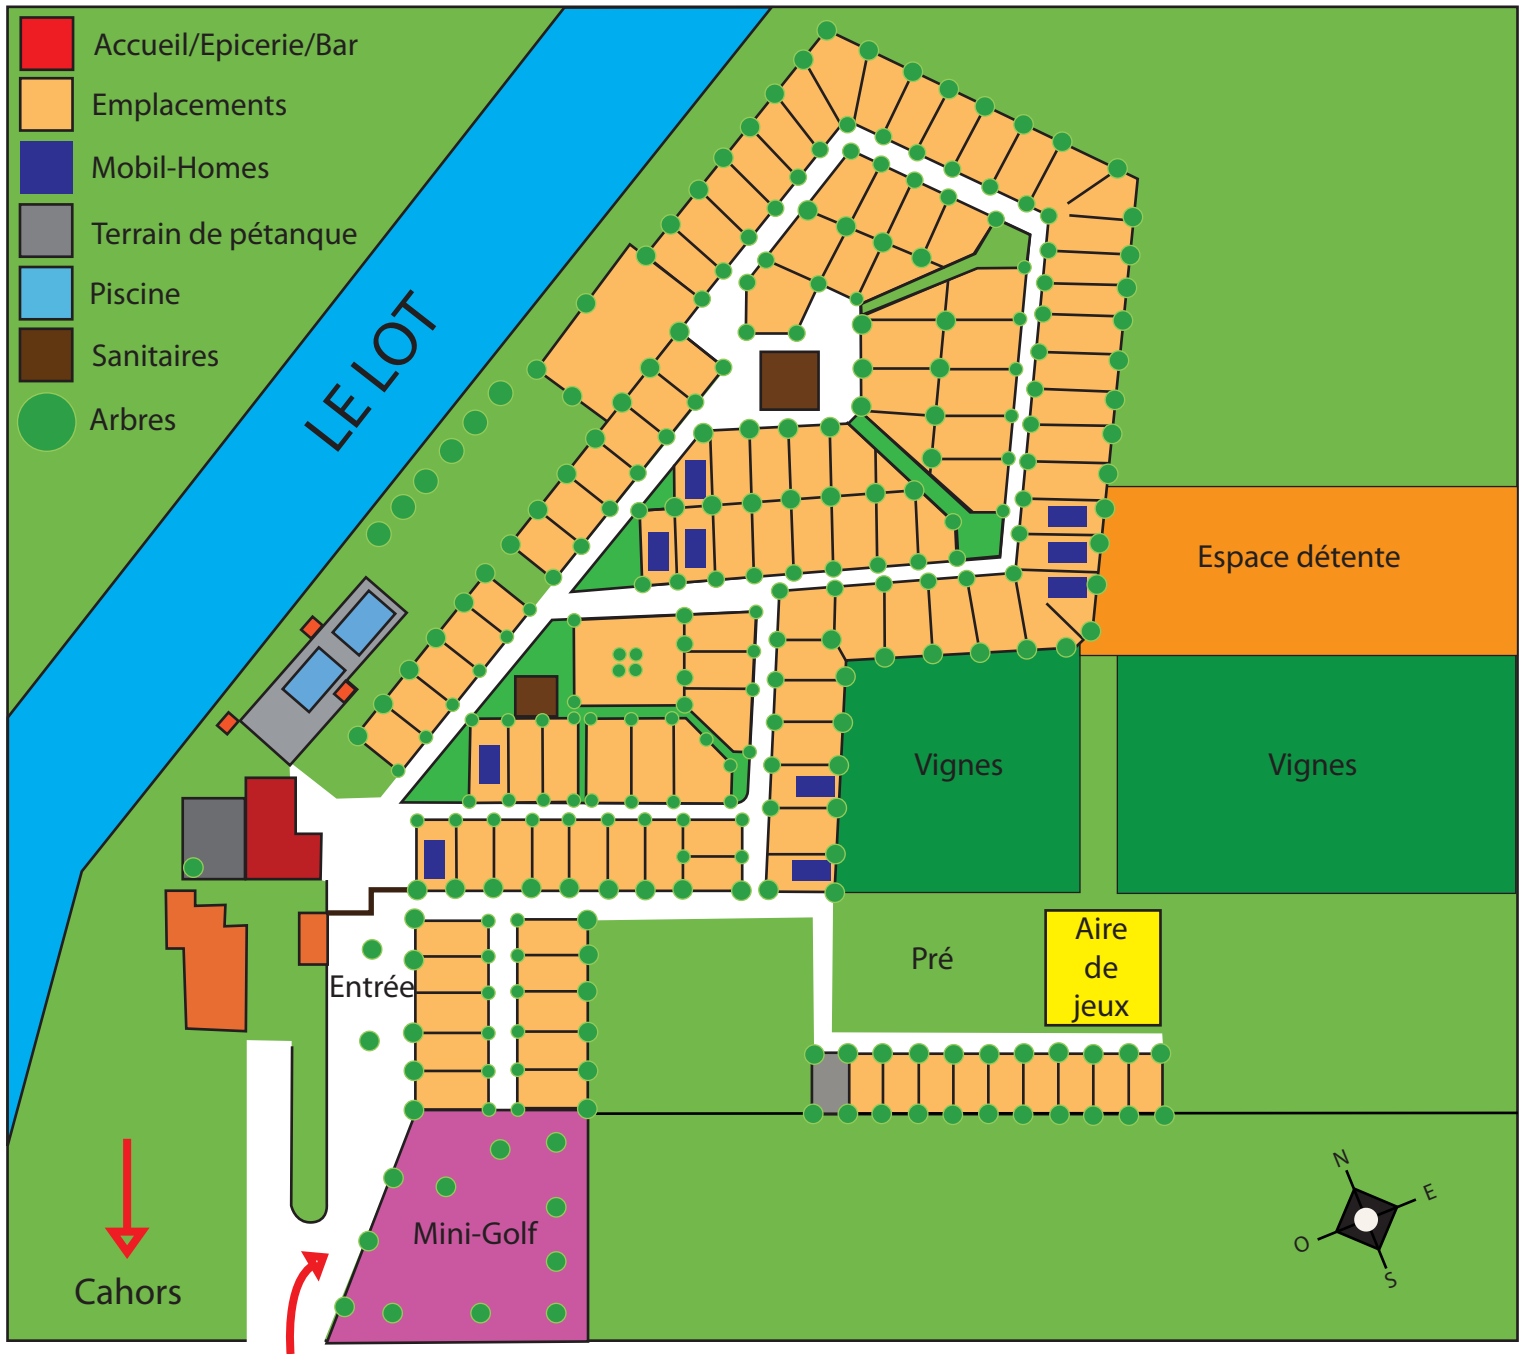 Accueil/Epicerie/Bar
Emplacements
Mobil-Homes
Terrain de pétanque
Piscine
Sanitaires
Arbres
LE LOT
Espace détente
Vignes
Vignes
Pré
Aire
de
jeux
Entrée
Mini-Golf
Cahors
N
E
O
S